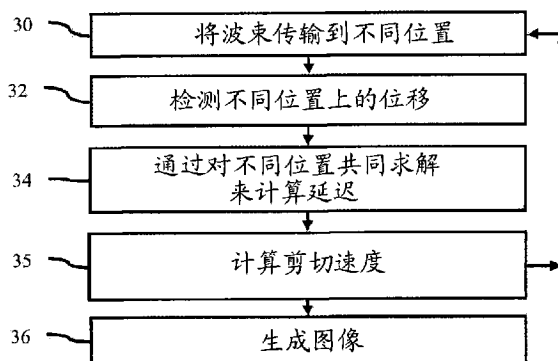 30
将波束传输到不同位置
32
检测不同位置上的位移
34
通过对不同位置共同求解
来计算延迟
35
计算剪切速度
36
生成图像